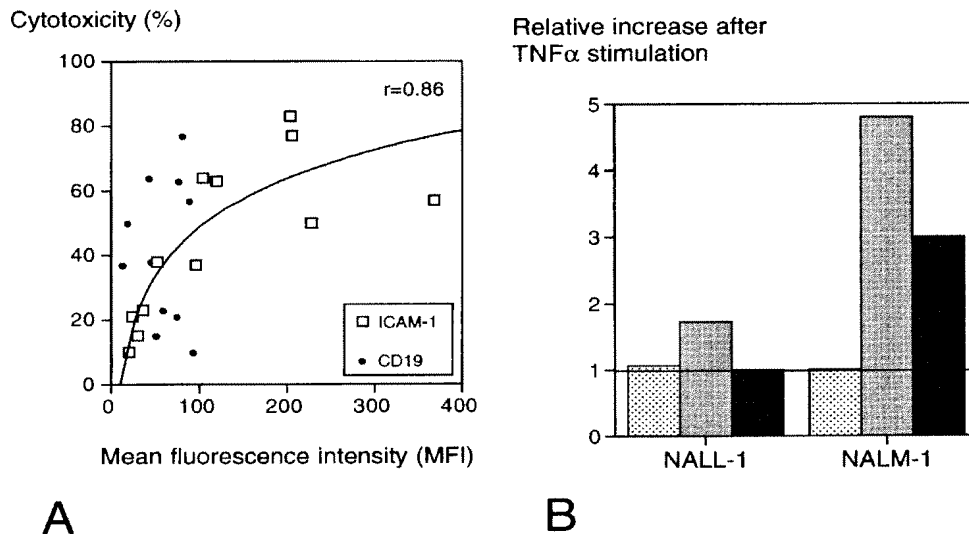 Cytotoxicity (%)
100
80
60
40
20
0
r=0.86
ICAM-1
CD19
0
100
200
300
400
Mean fluorescence intensity (MFI)
A
Relative increase after
TNFα stimulation
5
4
3
2
1
0
NALL-1
NALM-1
B